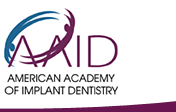 AAID
AMERICAN ACADEMY
OF IMPLANT DENTISTRY